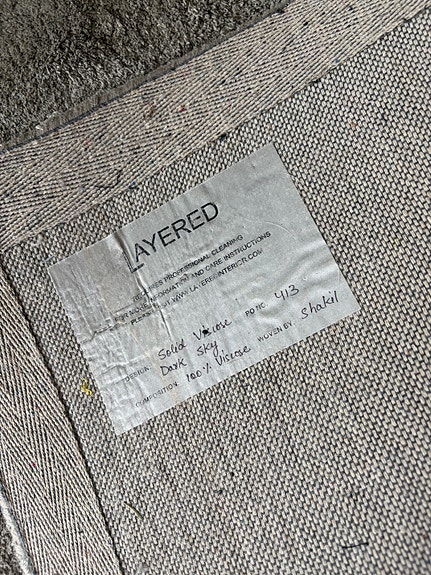 LAYERED
REQUIRES PROFESSIONAL CLEANING
FOR MORE INFORMATION AND CARE INSTRUCTIONS
PLEASE VISIT WWW.LAYEREDINTERIOR.COM
DESIGN: Solid Viscose PO NO. 413
Dark Sky
COMPOSITION: 100% Viscose WOVEN BY: Shakil